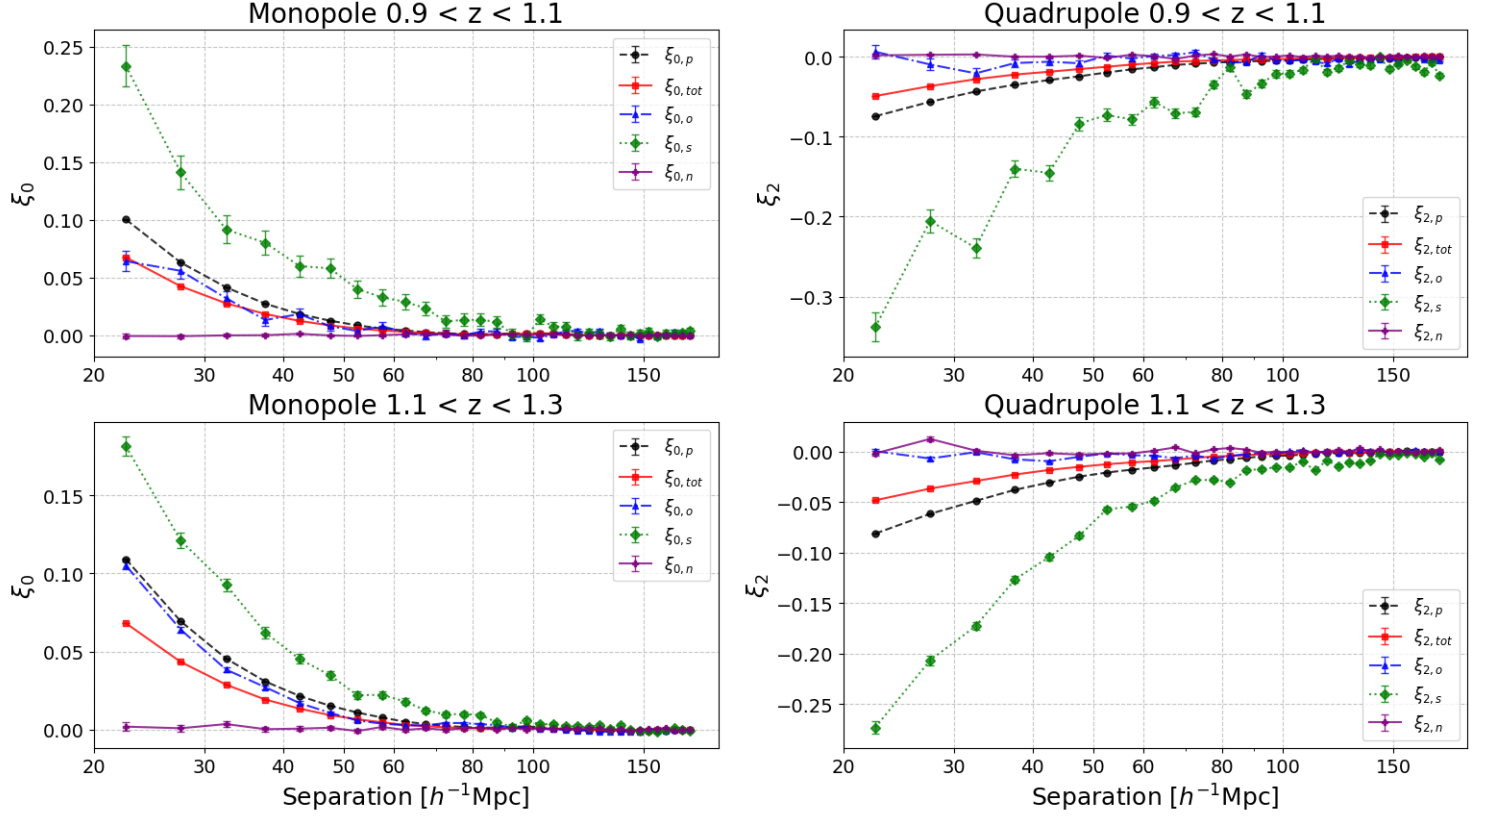 Monopole 0.9 < z < 1.1
ξ₀
0.25
0.20
0.15
0.10
0.05
0.00
20 30 40 50 60 80 100 150
ξ₀,p
ξ₀,tot
ξ₀,o
ξ₀,s
ξ₀,n
Quadrupole 0.9 < z < 1.1
ξ₂
0.0
−0.1
−0.2
−0.3
20 30 40 50 60 80 100 150
ξ₂,p
ξ₂,tot
ξ₂,o
ξ₂,s
ξ₂,n
Monopole 1.1 < z < 1.3
ξ₀
0.15
0.10
0.05
0.00
20 30 40 50 60 80 100 150
Separation [h⁻¹Mpc]
ξ₀,p
ξ₀,tot
ξ₀,o
ξ₀,s
ξ₀,n
Quadrupole 1.1 < z < 1.3
ξ₂
0.00
−0.05
−0.10
−0.15
−0.20
−0.25
20 30 40 50 60 80 100 150
Separation [h⁻¹Mpc]
ξ₂,p
ξ₂,tot
ξ₂,o
ξ₂,s
ξ₂,n